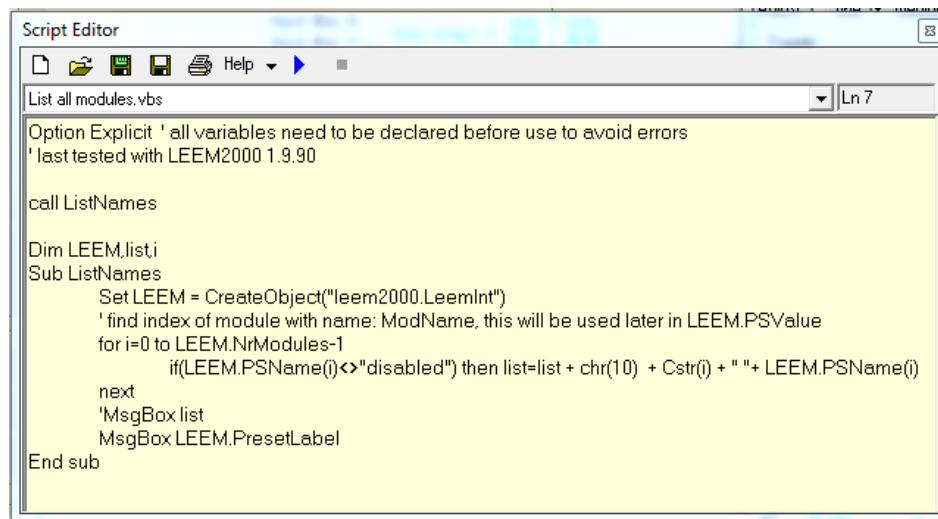 Script Editor
Help
List all modules.vbs
Ln 7
Option Explicit ' all variables need to be declared before use to avoid errors
' last tested with LEEM2000 1.9.90
call ListNames
Dim LEEM,list,i
Sub ListNames
Set LEEM = CreateObject("leem2000.LeemInt")
' find index of module with name: ModName, this will be used later in LEEM.PSValue
for i=0 to LEEM.NrModules-1
if(LEEM.PSName(i)<>"disabled") then list=list + chr(10) + Cstr(i) + " "+ LEEM.PSName(i)
next
'MsgBox list
MsgBox LEEM.PresetLabel
End sub